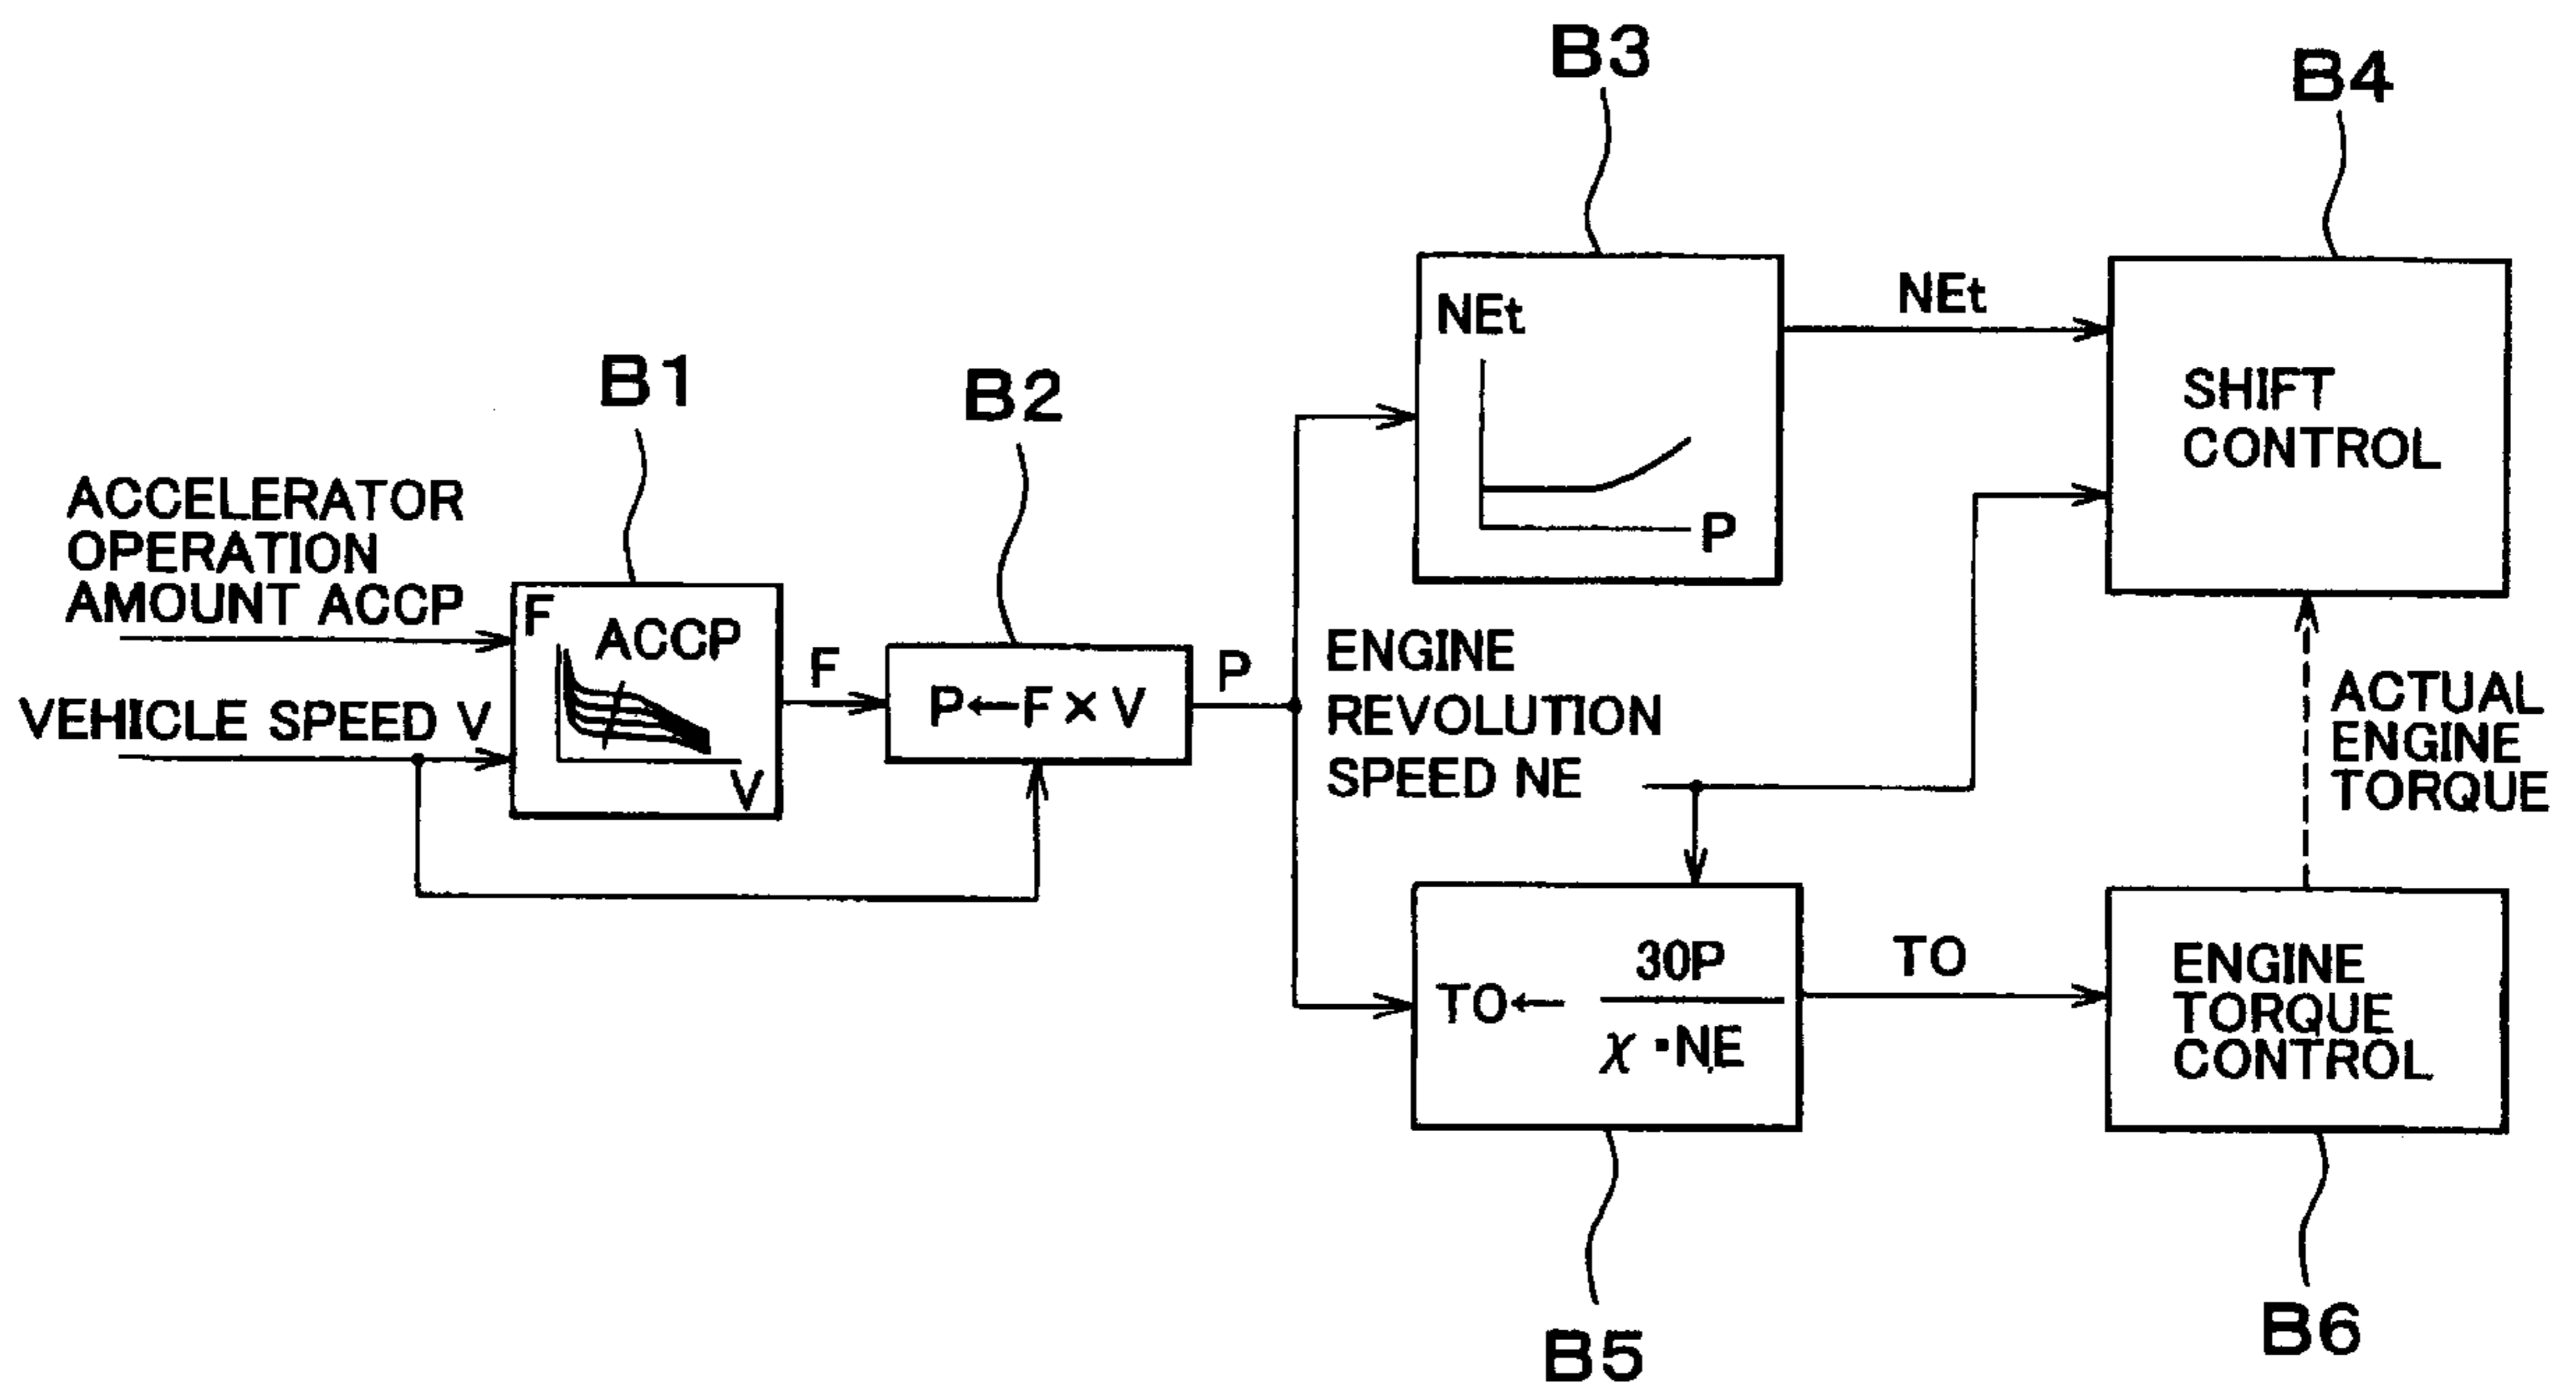 B3
B4
B1
B2
NEt
NEt
SHIFT
CONTROL
P
ACCELERATOR
OPERATION
AMOUNT ACCP
VEHICLE SPEED V
F
ACCP
V
F
P←F×V
P
ENGINE
REVOLUTION
SPEED NE
ACTUAL
ENGINE
TORQUE
30P
TO←
χ・NE
TO
ENGINE
TORQUE
CONTROL
B5
B6